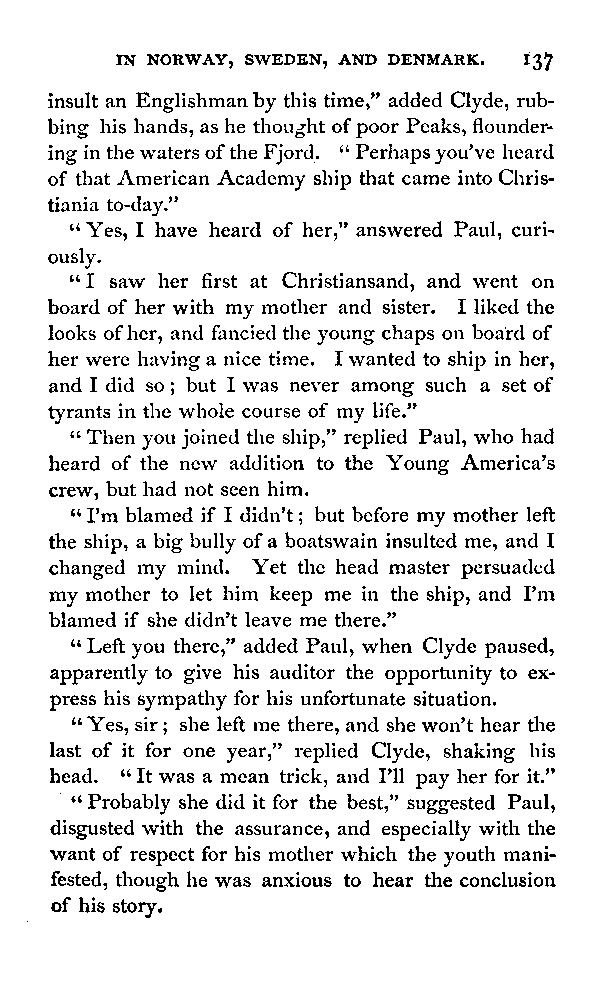 IN NORWAY, SWEDEN, AND DENMARK. 137
insult an Englishman by this time,” added Clyde, rub-
bing his hands, as he thought of poor Peaks, flounder-
ing in the waters of the Fjord. “Perhaps you’ve heard
of that American Academy ship that came into Chris-
tiania to-day.”
“Yes, I have heard of her,” answered Paul, curi-
ously.
“I saw her first at Christiansand, and went on
board of her with my mother and sister. I liked the
looks of her, and fancied the young chaps on board of
her were having a nice time. I wanted to ship in her,
and I did so; but I was never among such a set of
tyrants in the whole course of my life.”
“Then you joined the ship,” replied Paul, who had
heard of the new addition to the Young America’s
crew, but had not seen him.
“I’m blamed if I didn’t; but before my mother left
the ship, a big bully of a boatswain insulted me, and I
changed my mind. Yet the head master persuaded
my mother to let him keep me in the ship, and I’m
blamed if she didn’t leave me there.”
“Left you there,” added Paul, when Clyde paused,
apparently to give his auditor the opportunity to ex-
press his sympathy for his unfortunate situation.
“Yes, sir; she left me there, and she won’t hear the
last of it for one year,” replied Clyde, shaking his
head. “It was a mean trick, and I’ll pay her for it.”
“Probably she did it for the best,” suggested Paul,
disgusted with the assurance, and especially with the
want of respect for his mother which the youth mani-
fested, though he was anxious to hear the conclusion
of his story.